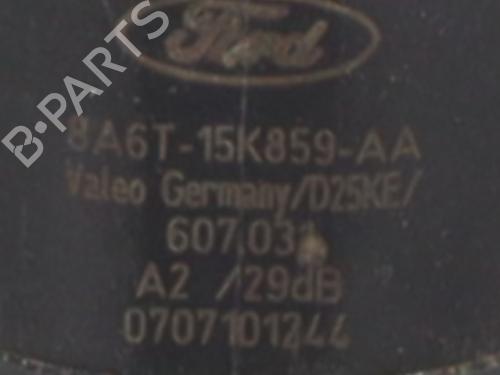 Ford
8A6T-15K859-AA
Valeo Germany/D25KE/
607.031
A2 /29dB
0707101244
B-PARTS